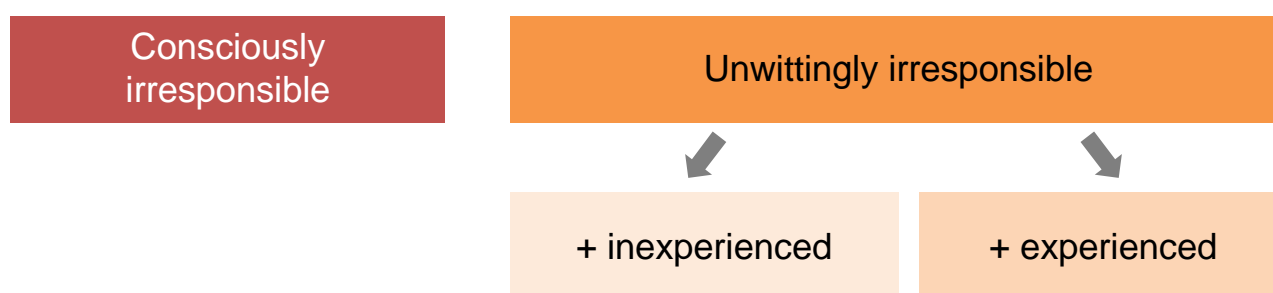 Consciously
irresponsible
Unwittingly irresponsible
+ inexperienced
+ experienced